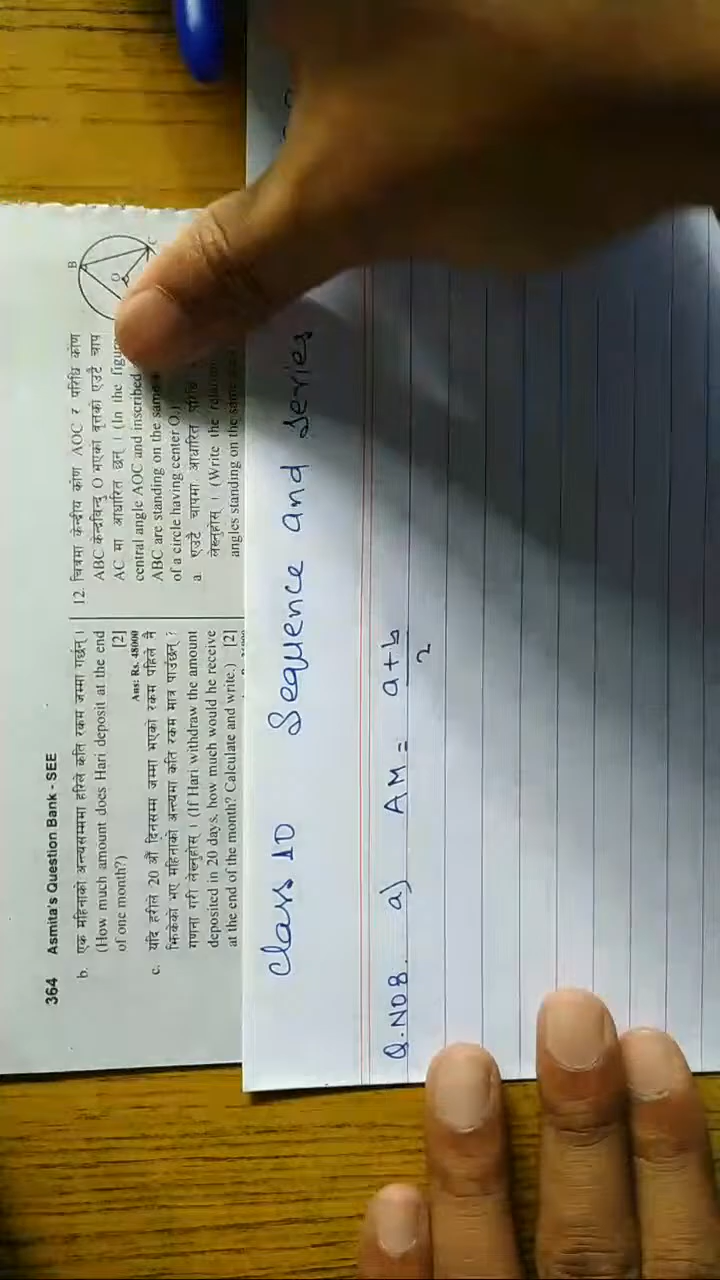 364 Asmita's Question Bank - SEE
b. एक महिनाको अन्त्यसम्ममा हरिले कति रकम जम्मा गर्छन् ।
(How much amount does Hari deposit at the end
of one month?) [2]
Ans: Rs. 48000
c. यदि हरीले 20 औं दिनसम्म जम्मा भएको रकम पहिले नै
झिकेको भए महिनाको अन्त्यमा कति रकम मात्र पाउँछन् ?
गणना गरी लेख्नुहोस् । (If Hari withdraw the amount
deposited in 20 days, how much would he receive
at the end of the month? Calculate and write.) [2]
12. चित्रमा केन्द्रीय कोण AOC र परिधि कोण
ABC केन्द्रविन्दु O भएको वृत्तको एउटै चाप
AC मा आधारित छन् । (In the figur
central angle AOC and inscribed
ABC are standing on the same
of a circle having center O.)
a. एउटै चापमा आधारित परिधि
लेख्नुहोस् । (Write the relation
angles standing on the same
B
O
C
Class 10 Sequence and Series
Q.NO8. a) AM = a+b
2